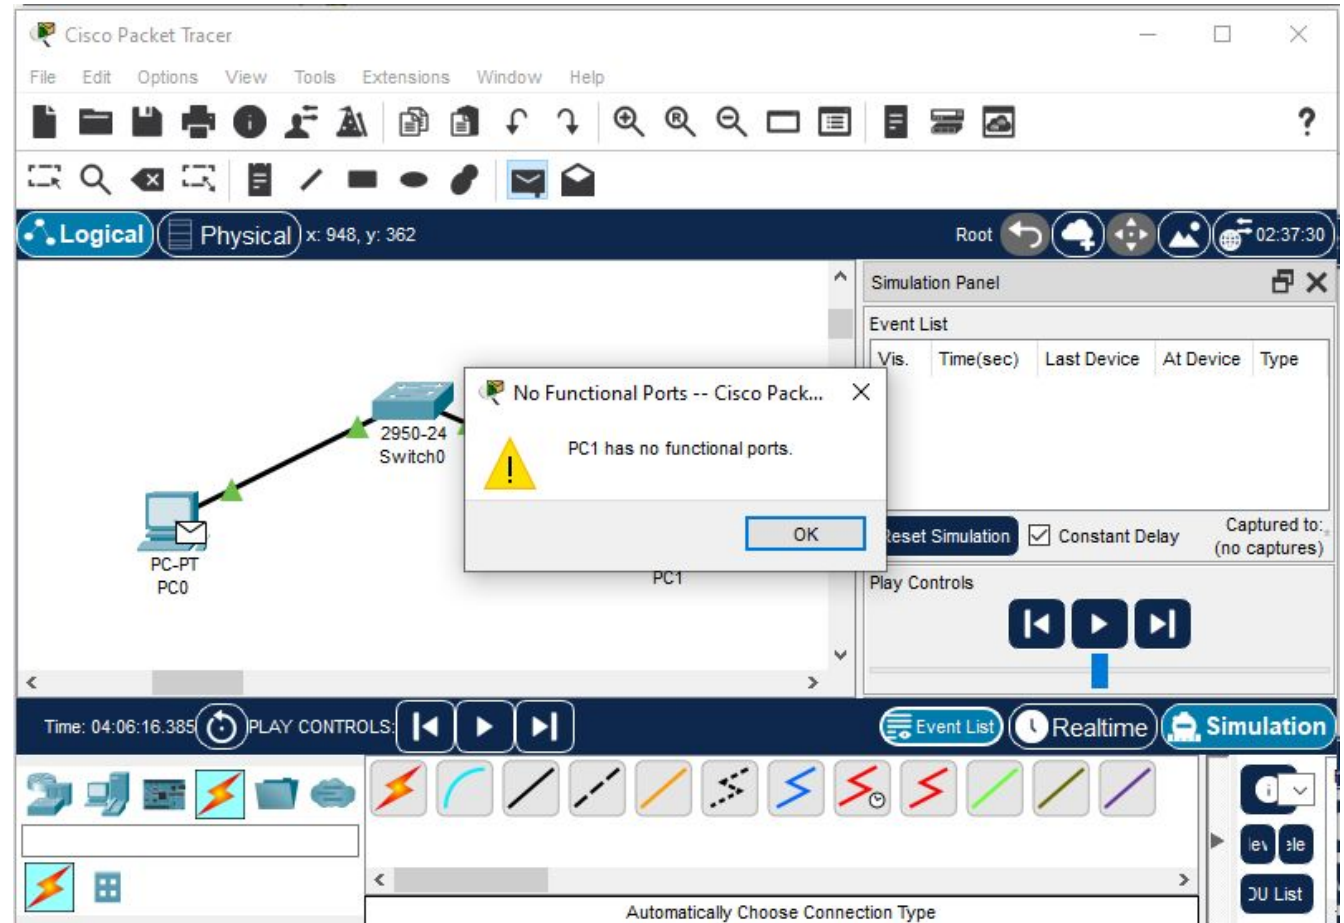 Cisco Packet Tracer
File Edit Options View Tools Extensions Window Help
R
?
Logical Physical x: 948, y: 362 Root 02:37:30
Simulation Panel
Event List
Vis. Time(sec) Last Device At Device Type
No Functional Ports -- Cisco Pack...
PC1 has no functional ports.
OK
2950-24
Switch0
PC-PT
PC0
PC1
Reset Simulation Constant Delay Captured to:
(no captures)
Play Controls
Time: 04:06:16.385 PLAY CONTROLS: Event List Realtime Simulation
Automatically Choose Connection Type
DU List